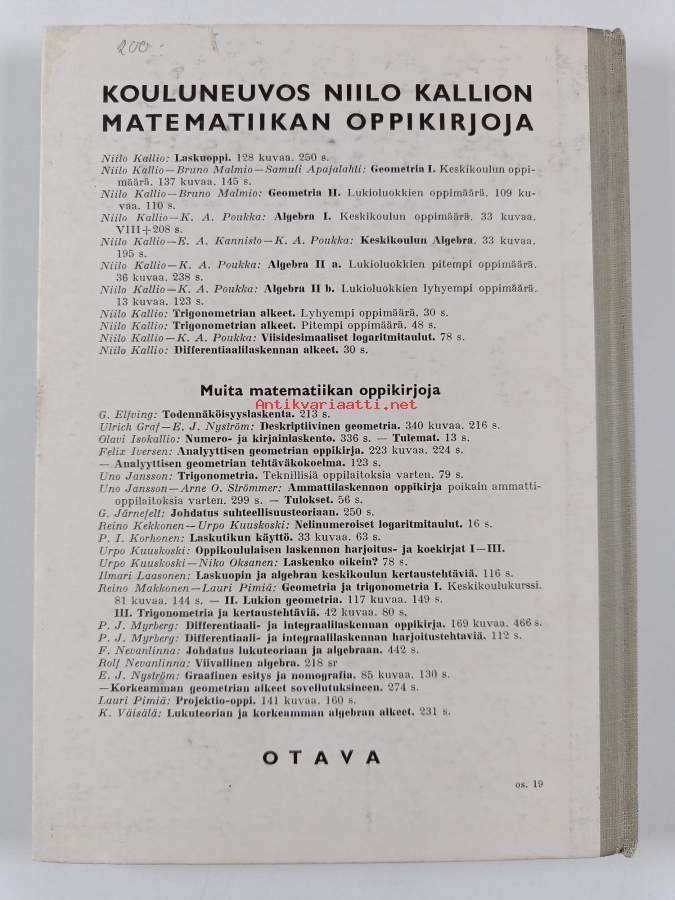 200:-
KOULUNEUVOS NIILO KALLION
MATEMATIIKAN OPPIKIRJOJA
Niilo Kallio: Laskuoppi. 128 kuvaa. 250 s.
Niilo Kallio—Bruno Malmio—Samuli Apajalahti: Geometria I. Keskikoulun oppi-
määrä. 137 kuvaa. 145 s.
Niilo Kallio—Bruno Malmio: Geometria II. Lukioluokkien oppimäärä. 109 ku-
vaa. 110 s.
Niilo Kallio—K. A. Poukka: Algebra I. Keskikoulun oppimäärä. 33 kuvaa.
VIII+208 s.
Niilo Kallio—E. A. Kannisto—K. A. Poukka: Keskikoulun Algebra. 33 kuvaa.
195 s.
Niilo Kallio—K. A. Poukka: Algebra II a. Lukioluokkien pitempi oppimäärä.
36 kuvaa. 238 s.
Niilo Kallio—K. A. Poukka: Algebra II b. Lukioluokkien lyhyempi oppimäärä.
13 kuvaa. 123 s.
Niilo Kallio: Trigonometrian alkeet. Lyhyempi oppimäärä. 30 s.
Niilo Kallio: Trigonometrian alkeet. Pitempi oppimäärä. 48 s.
Niilo Kallio—K. A. Poukka: Viisidesimaaliset logaritmitaulut. 78 s.
Niilo Kallio: Differentiaalilaskennan alkeet. 30 s.
Muita matematiikan oppikirjoja
Antikvariaatti.net
G. Elfving: Todennäköisyyslaskenta. 213 s.
Ulrich Graf—E. J. Nyström: Deskriptiivinen geometria. 340 kuvaa. 216 s.
Olavi Isokallio: Numero- ja kirjainlaskento. 336 s. — Tulemat. 13 s.
Felix Iversen: Analyyttisen geometrian oppikirja. 223 kuvaa. 224 s.
— Analyyttisen geometrian tehtäväkokoelma. 123 s.
Uno Jansson: Trigonometria. Teknillisiä oppilaitoksia varten. 79 s.
Uno Jansson—Arne O. Strömmer: Ammattilaskennon oppikirja poikain ammatti-
oppilaitoksia varten. 299 s. — Tulokset. 56 s.
G. Järnefelt: Johdatus suhteellisuusteoriaan. 250 s.
Reino Kekkonen—Urpo Kuuskoski: Nelinumeroiset logaritmitaulut. 16 s.
P. I. Korhonen: Laskutikun käyttö. 33 kuvaa. 63 s.
Urpo Kuuskoski: Oppikoululaisen laskennon harjoitus- ja koekirjat I—III.
Urpo Kuuskoski—Niko Oksanen: Laskenko oikein? 78 s.
Ilmari Laasonen: Laskuopin ja algebran keskikoulun kertaustehtäviä. 116 s.
Reino Makkonen—Lauri Pimiä: Geometria ja trigonometria I. Keskikoulukurssi.
81 kuvaa. 144 s. — II. Lukion geometria. 117 kuvaa. 149 s.
III. Trigonometria ja kertaustehtäviä. 42 kuvaa. 80 s.
P. J. Myrberg: Differentiaali- ja integraalilaskennan oppikirja. 169 kuvaa. 466 s.
P. J. Myrberg: Differentiaali- ja integraalilaskennan harjoitustehtaviä. 112 s.
F. Nevanlinna: Johdatus lukuteoriaan ja algebraan. 442 s.
Rolf Nevanlinna: Viivallinen algebra. 218 sr
E. J. Nyström: Graafinen esitys ja nomografia. 85 kuvaa. 130 s.
—Korkeamman geometrian alkeet sovellutuksineen. 274 s.
Lauri Pimiä: Projektio-oppi. 141 kuvaa. 160 s.
K. Väisälä: Lukuteorian ja korkeamman algebran alkeet. 231 s.
OTAVA
os. 19